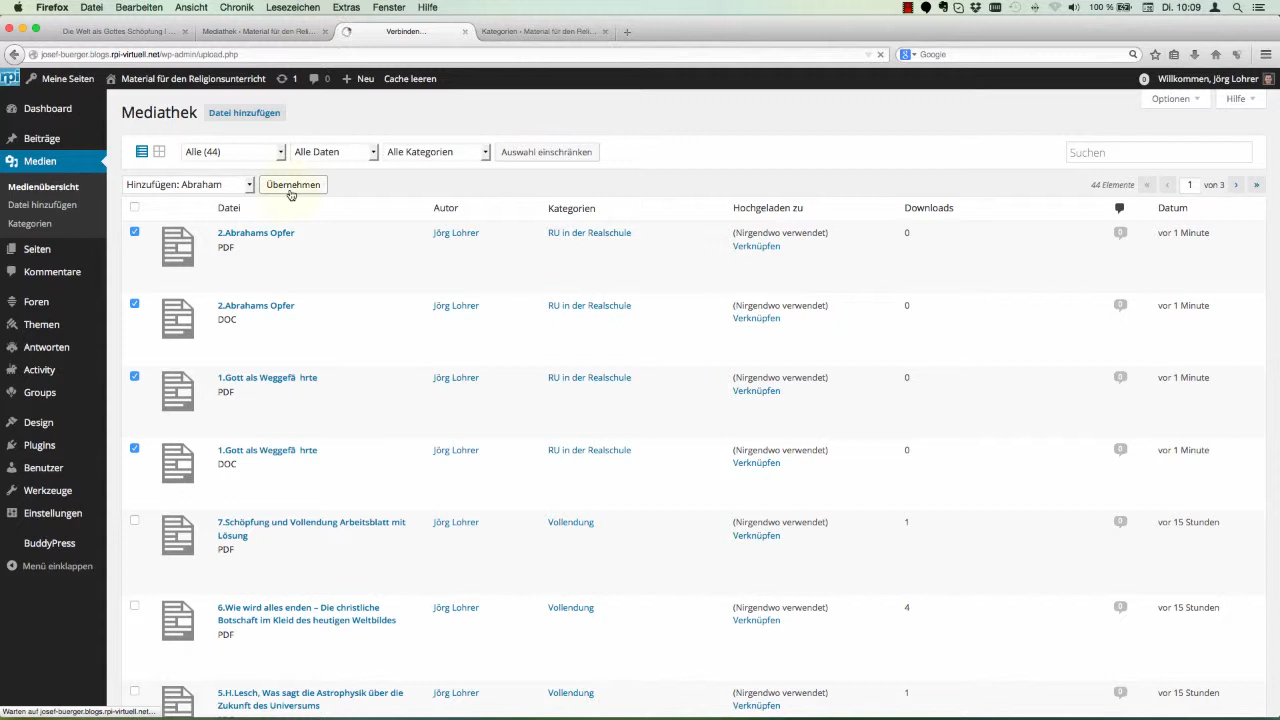 Firefox Datei Bearbeiten Ansicht Chronik Lesezeichen Extras Fenster Hilfe
100 % Di. 10:09
Die Welt als Gottes Schöpfung |
Mediathek ‹ Material für den Reli...
Verbinden...
Kategorien ‹ Material für den Reli...
josef-buerger.blogs.rpi-virtuell.net/wp-admin/upload.php
Google
rpi Meine Seiten Material für den Religionsunterricht 1 0 Neu Cache leeren
0 Willkommen, Jörg Lohrer
Dashboard
Beiträge
Medien
Medienübersicht
Datei hinzufügen
Kategorien
Seiten
Kommentare
Foren
Themen
Antworten
Activity
Groups
Design
Plugins
Benutzer
Werkzeuge
Einstellungen
BuddyPress
Menü einklappen
Optionen Hilfe
Mediathek Datei hinzufügen
Alle (44) Alle Daten Alle Kategorien Auswahl einschränken Suchen
Hinzufügen: Abraham Übernehmen 44 Elemente « ‹ 1 von 3 › »
Datei Autor Kategorien Hochgeladen zu Downloads Datum
2.Abrahams Opfer Jörg Lohrer RU in der Realschule (Nirgendwo verwendet) 0 0 vor 1 Minute
PDF Verknüpfen
2.Abrahams Opfer Jörg Lohrer RU in der Realschule (Nirgendwo verwendet) 0 0 vor 1 Minute
DOC Verknüpfen
1.Gott als Weggefä hrte Jörg Lohrer RU in der Realschule (Nirgendwo verwendet) 0 0 vor 1 Minute
PDF Verknüpfen
1.Gott als Weggefä hrte Jörg Lohrer RU in der Realschule (Nirgendwo verwendet) 0 0 vor 1 Minute
DOC Verknüpfen
7.Schöpfung und Vollendung Arbeitsblatt mit Jörg Lohrer Vollendung (Nirgendwo verwendet) 1 0 vor 15 Stunden
Lösung Verknüpfen
PDF
6.Wie wird alles enden – Die christliche Jörg Lohrer Vollendung (Nirgendwo verwendet) 4 0 vor 15 Stunden
Botschaft im Kleid des heutigen Weltbildes Verknüpfen
PDF
5.H.Lesch, Was sagt die Astrophysik über die Jörg Lohrer Vollendung (Nirgendwo verwendet) 1 0 vor 15 Stunden
Zukunft des Universums Verknüpfen
Warten auf josef-buerger.blogs.rpi-virtuell.net...